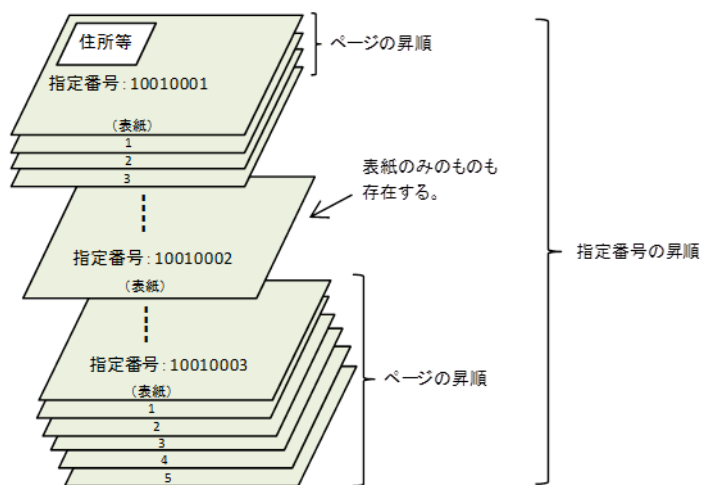 住所等
ページの昇順
指定番号：10010001
（表紙）
1
2
3
表紙のみのものも
存在する。
指定番号：10010002
（表紙）
指定番号の昇順
指定番号：10010003
（表紙）
ページの昇順
1
2
3
4
5